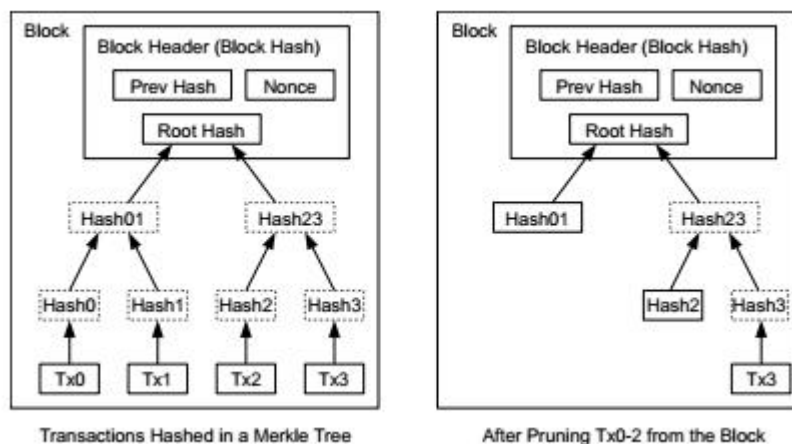 Block
Block Header (Block Hash)
Prev Hash
Nonce
Root Hash
Hash01
Hash23
Hash0
Hash1
Hash2
Hash3
Tx0
Tx1
Tx2
Tx3
Transactions Hashed in a Merkle Tree
Block
Block Header (Block Hash)
Prev Hash
Nonce
Root Hash
Hash01
Hash23
Hash2
Hash3
Tx3
After Pruning Tx0-2 from the Block